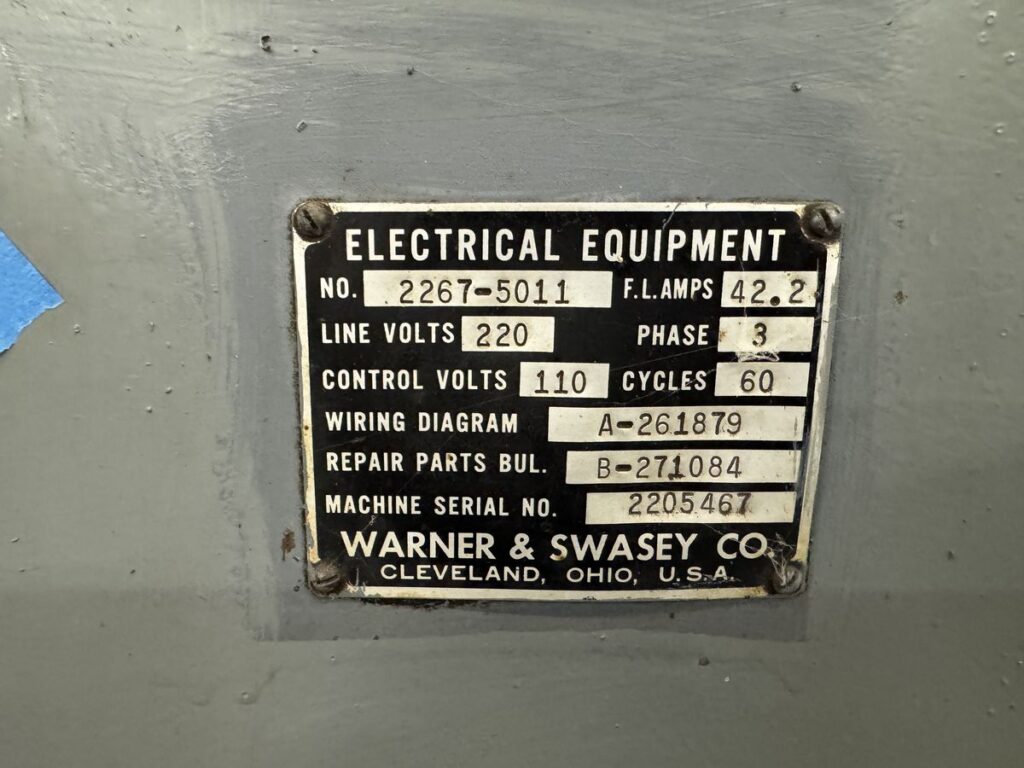 ELECTRICAL EQUIPMENT
NO. 2267-5011 F.L.AMPS 42.2
LINE VOLTS 220 PHASE 3
CONTROL VOLTS 110 CYCLES 60
WIRING DIAGRAM A-261879
REPAIR PARTS BUL. B-271084
MACHINE SERIAL NO. 2205467
WARNER & SWASEY CO.
CLEVELAND, OHIO, U.S.A.